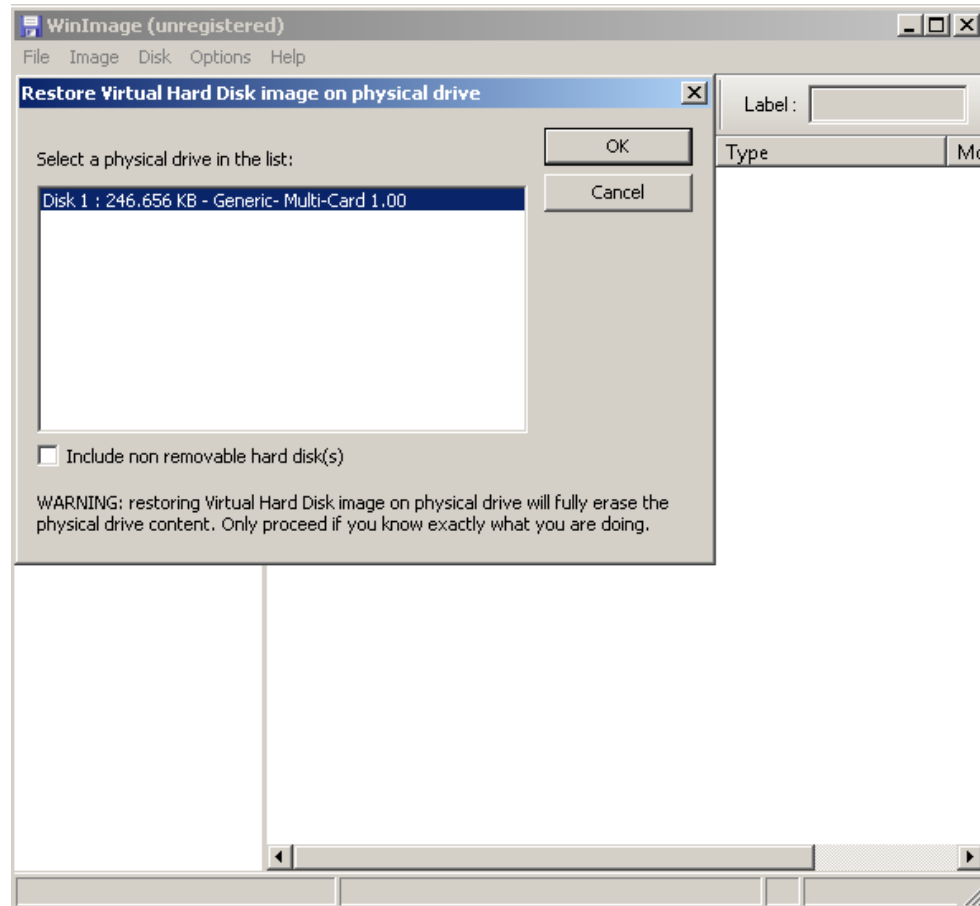 WinImage (unregistered)
File Image Disk Options Help
Restore Virtual Hard Disk image on physical drive
Label :
OK
Select a physical drive in the list:
Type
Cancel
Disk 1 : 246.656 KB - Generic- Multi-Card 1.00
Include non removable hard disk(s)
WARNING: restoring Virtual Hard Disk image on physical drive will fully erase the
physical drive content. Only proceed if you know exactly what you are doing.